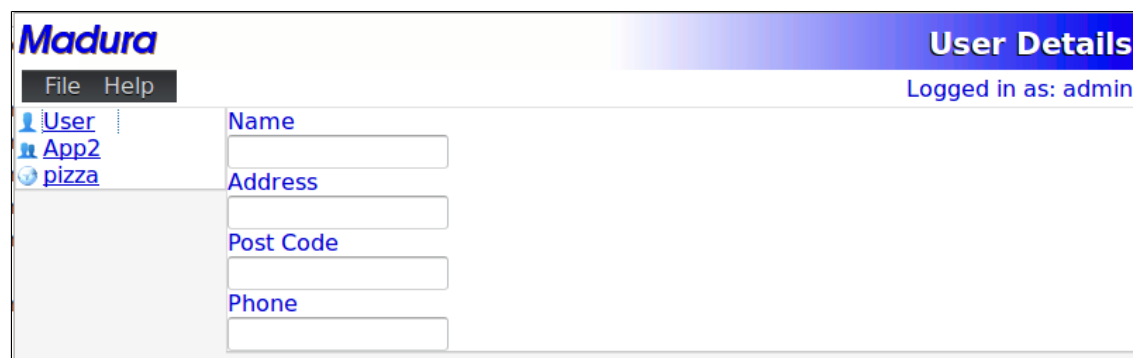 Madura
User Details
File Help
Logged in as: admin
User
App2
pizza
Name
Address
Post Code
Phone